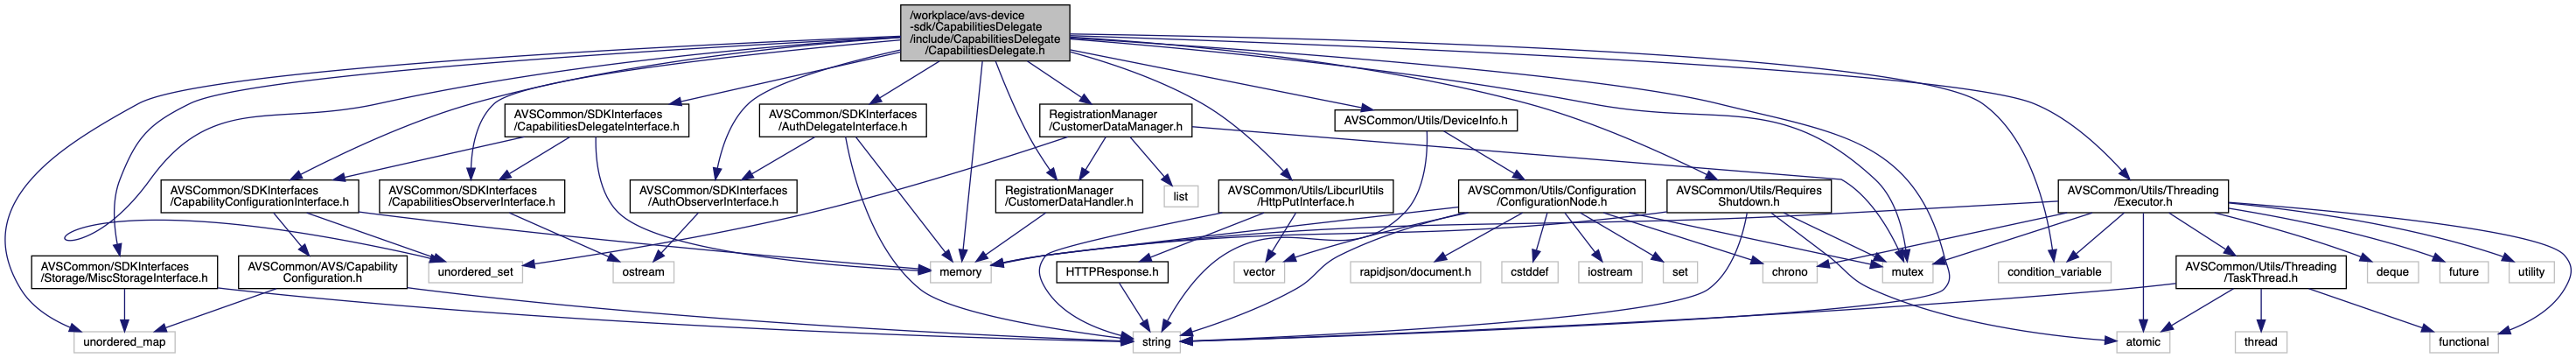 /workplace/avs-device
-sdk/CapabilitiesDelegate
/include/CapabilitiesDelegate
/CapabilitiesDelegate.h
AVSCommon/SDKInterfaces
/CapabilitiesDelegateInterface.h
AVSCommon/SDKInterfaces
/AuthDelegateInterface.h
RegistrationManager
/CustomerDataManager.h
AVSCommon/Utils/DeviceInfo.h
AVSCommon/SDKInterfaces
/CapabilityConfigurationInterface.h
AVSCommon/SDKInterfaces
/CapabilitiesObserverInterface.h
AVSCommon/SDKInterfaces
/AuthObserverInterface.h
RegistrationManager
/CustomerDataHandler.h
list
AVSCommon/Utils/LibcurlUtils
/HttpPutInterface.h
AVSCommon/Utils/Configuration
/ConfigurationNode.h
AVSCommon/Utils/Requires
Shutdown.h
AVSCommon/Utils/Threading
/Executor.h
AVSCommon/SDKInterfaces
/Storage/MiscStorageInterface.h
AVSCommon/AVS/Capability
Configuration.h
unordered_set
ostream
memory
HTTPResponse.h
vector
rapidjson/document.h
cstddef
iostream
set
chrono
mutex
condition_variable
AVSCommon/Utils/Threading
/TaskThread.h
deque
future
utility
unordered_map
string
atomic
thread
functional